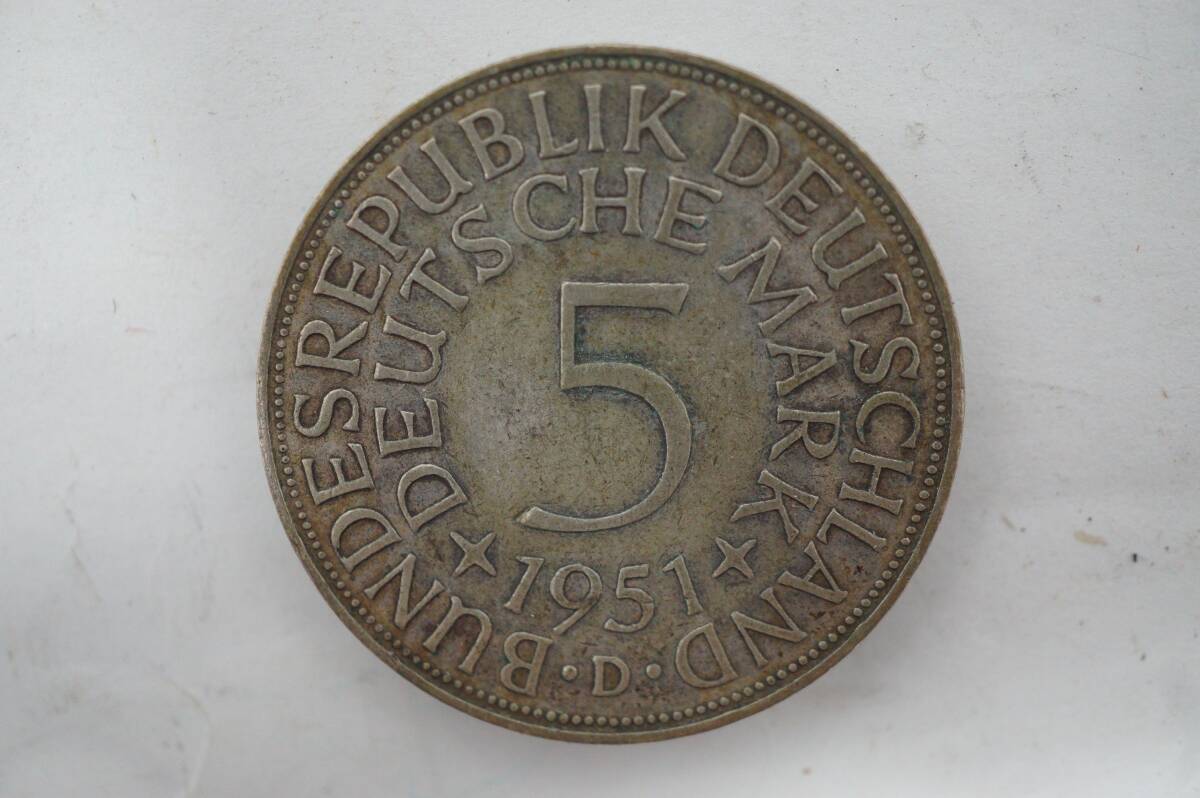 BUNDESREPUBLIK DEUTSCHLAND
DEUTSCHE MARK
5
1951
· D ·